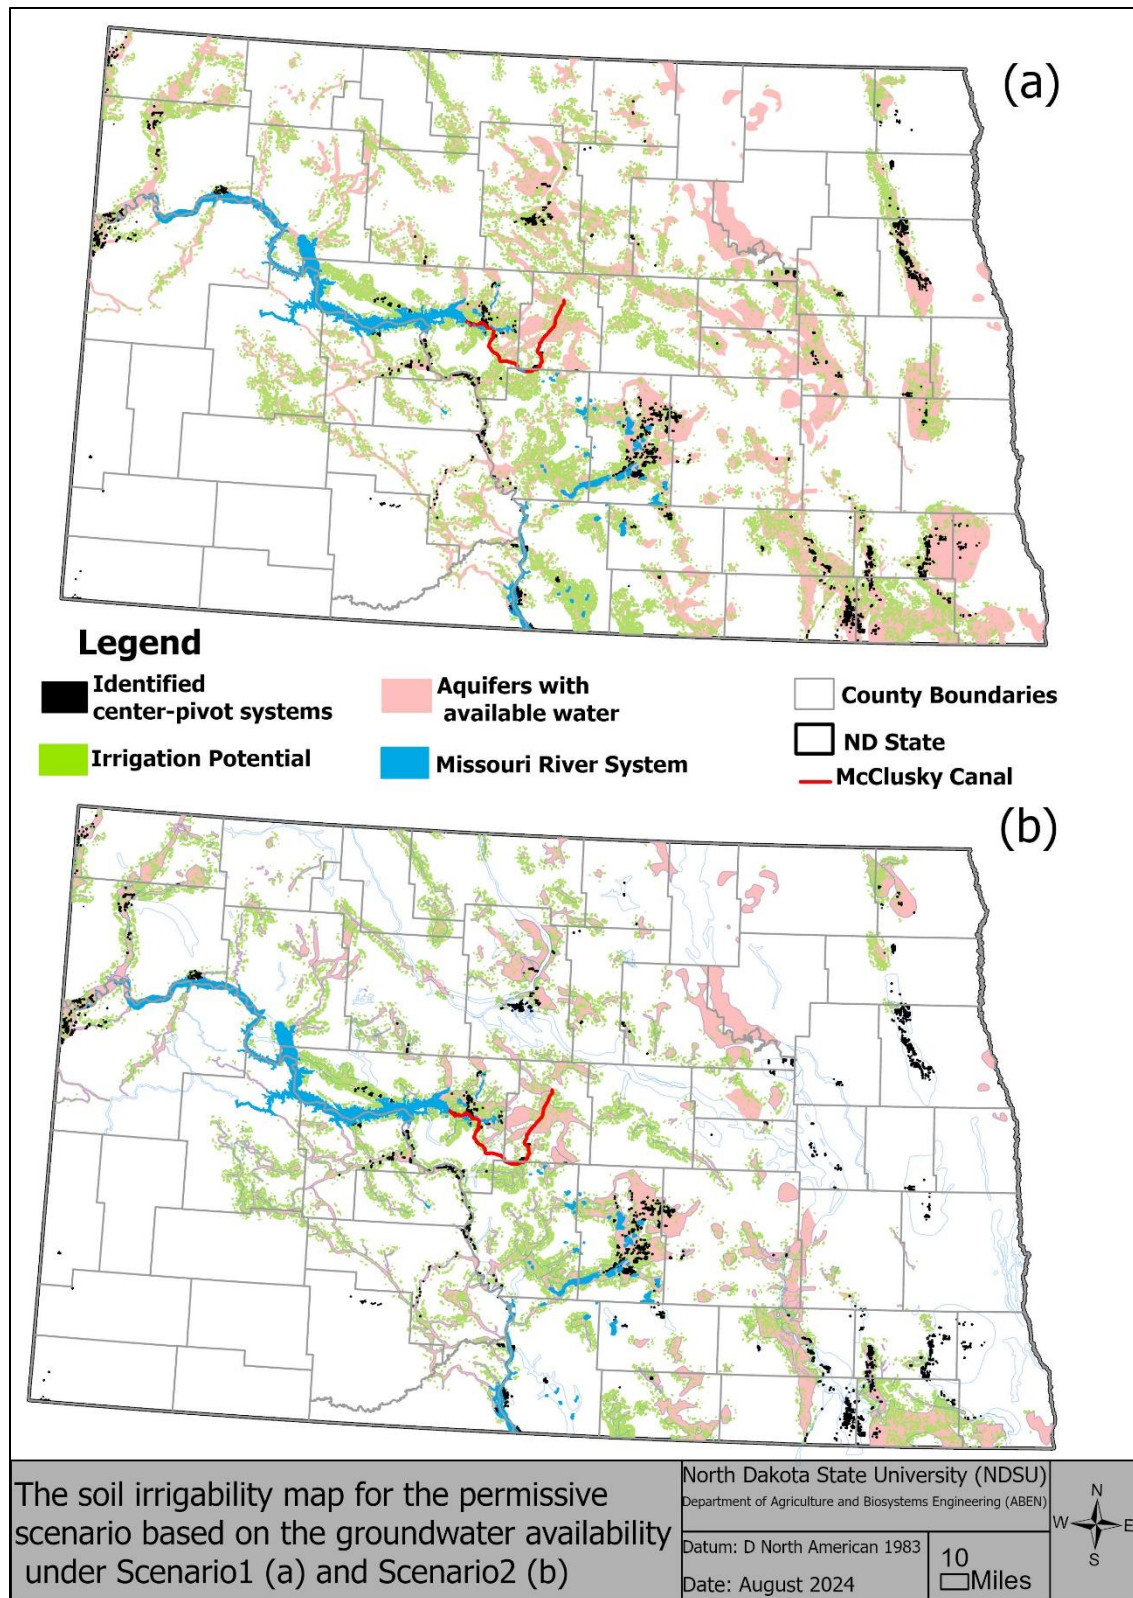 (a)
Legend
Identified
center-pivot systems
Irrigation Potential
Aquifers with
available water
Missouri River System
County Boundaries
ND State
McClusky Canal
(b)
The soil irrigability map for the permissive
scenario based on the groundwater availability
under Scenario1 (a) and Scenario2 (b)
North Dakota State University (NDSU)
Department of Agriculture and Biosystems Engineering (ABEN)
Datum: D North American 1983
Date: August 2024
10
Miles
N
W
E
S